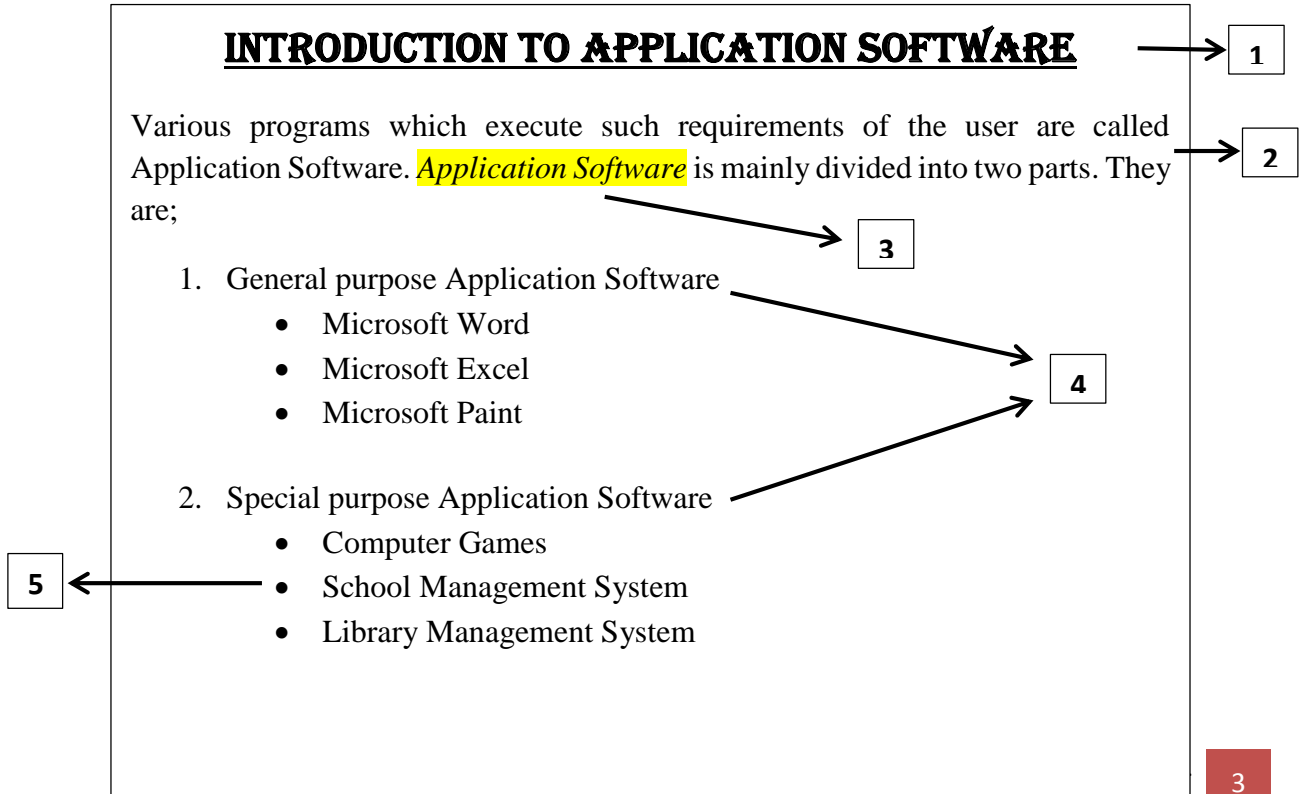 INTRODUCTION TO APPLICATION SOFTWARE
1
Various programs which execute such requirements of the user are called
2
Application Software. Application Software is mainly divided into two parts. They
are;
3
1. General purpose Application Software
• Microsoft Word
• Microsoft Excel
4
• Microsoft Paint
2. Special purpose Application Software
• Computer Games
5
• School Management System
• Library Management System
3